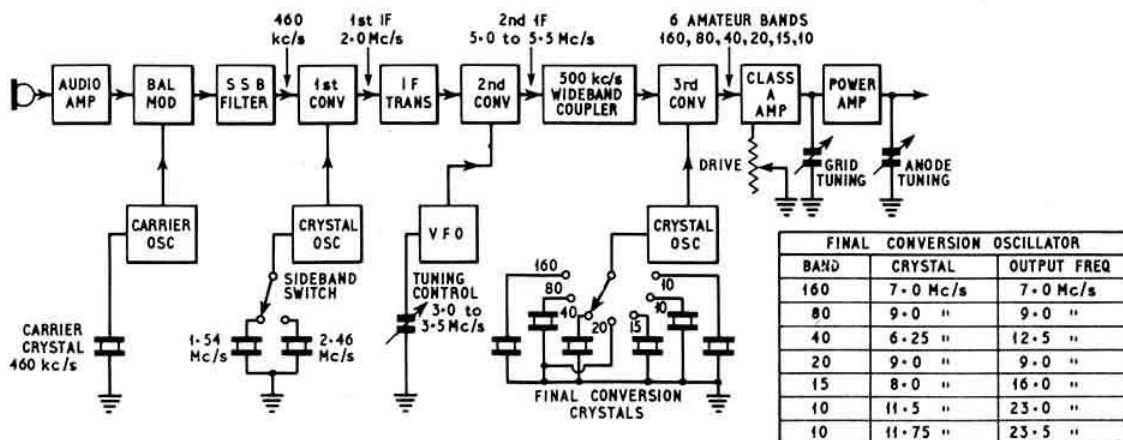 460
kc/s
1st IF
2·0 Mc/s
2nd IF
5·0 to 5·5 Mc/s
6 AMATEUR BANDS
160, 80, 40, 20, 15, 10
AUDIO
AMP
BAL
MOD
SSB
FILTER
1st
CONV
IF
TRANS
2nd
CONV
500 kc/s
WIDEBAND
COUPLER
3rd
CONV
CLASS
A
AMP
POWER
AMP
DRIVE
GRID
TUNING
ANODE
TUNING
CARRIER
OSC
CRYSTAL
OSC
VFO
CRYSTAL
OSC
SIDEBAND
SWITCH
TUNING
CONTROL
3·0 to
3·5 Mc/s
160
80
40
20
15
10
10
CARRIER
CRYSTAL
460 kc/s
1·54
Mc/s
2·46
Mc/s
FINAL CONVERSION
CRYSTALS
FINAL CONVERSION OSCILLATOR
BAND CRYSTAL OUTPUT FREQ
160 7·0 Mc/s 7·0 Mc/s
80 9·0 " 9·0 "
40 6·25 " 12·5 "
20 9·0 " 9·0 "
15 8·0 " 16·0 "
10 11·5 " 23·0 "
10 11·75 " 23·5 "